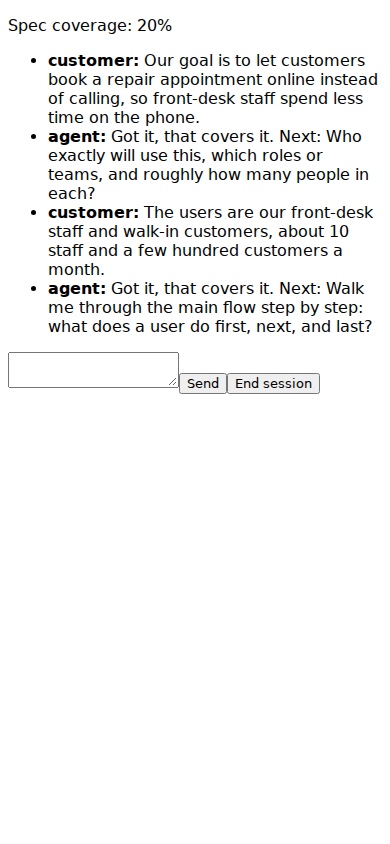 Spec coverage: 20%
customer: Our goal is to let customers
book a repair appointment online instead
of calling, so front-desk staff spend less
time on the phone.
agent: Got it, that covers it. Next: Who
exactly will use this, which roles or
teams, and roughly how many people in
each?
customer: The users are our front-desk
staff and walk-in customers, about 10
staff and a few hundred customers a
month.
agent: Got it, that covers it. Next: Walk
me through the main flow step by step:
what does a user do first, next, and last?
Send End session